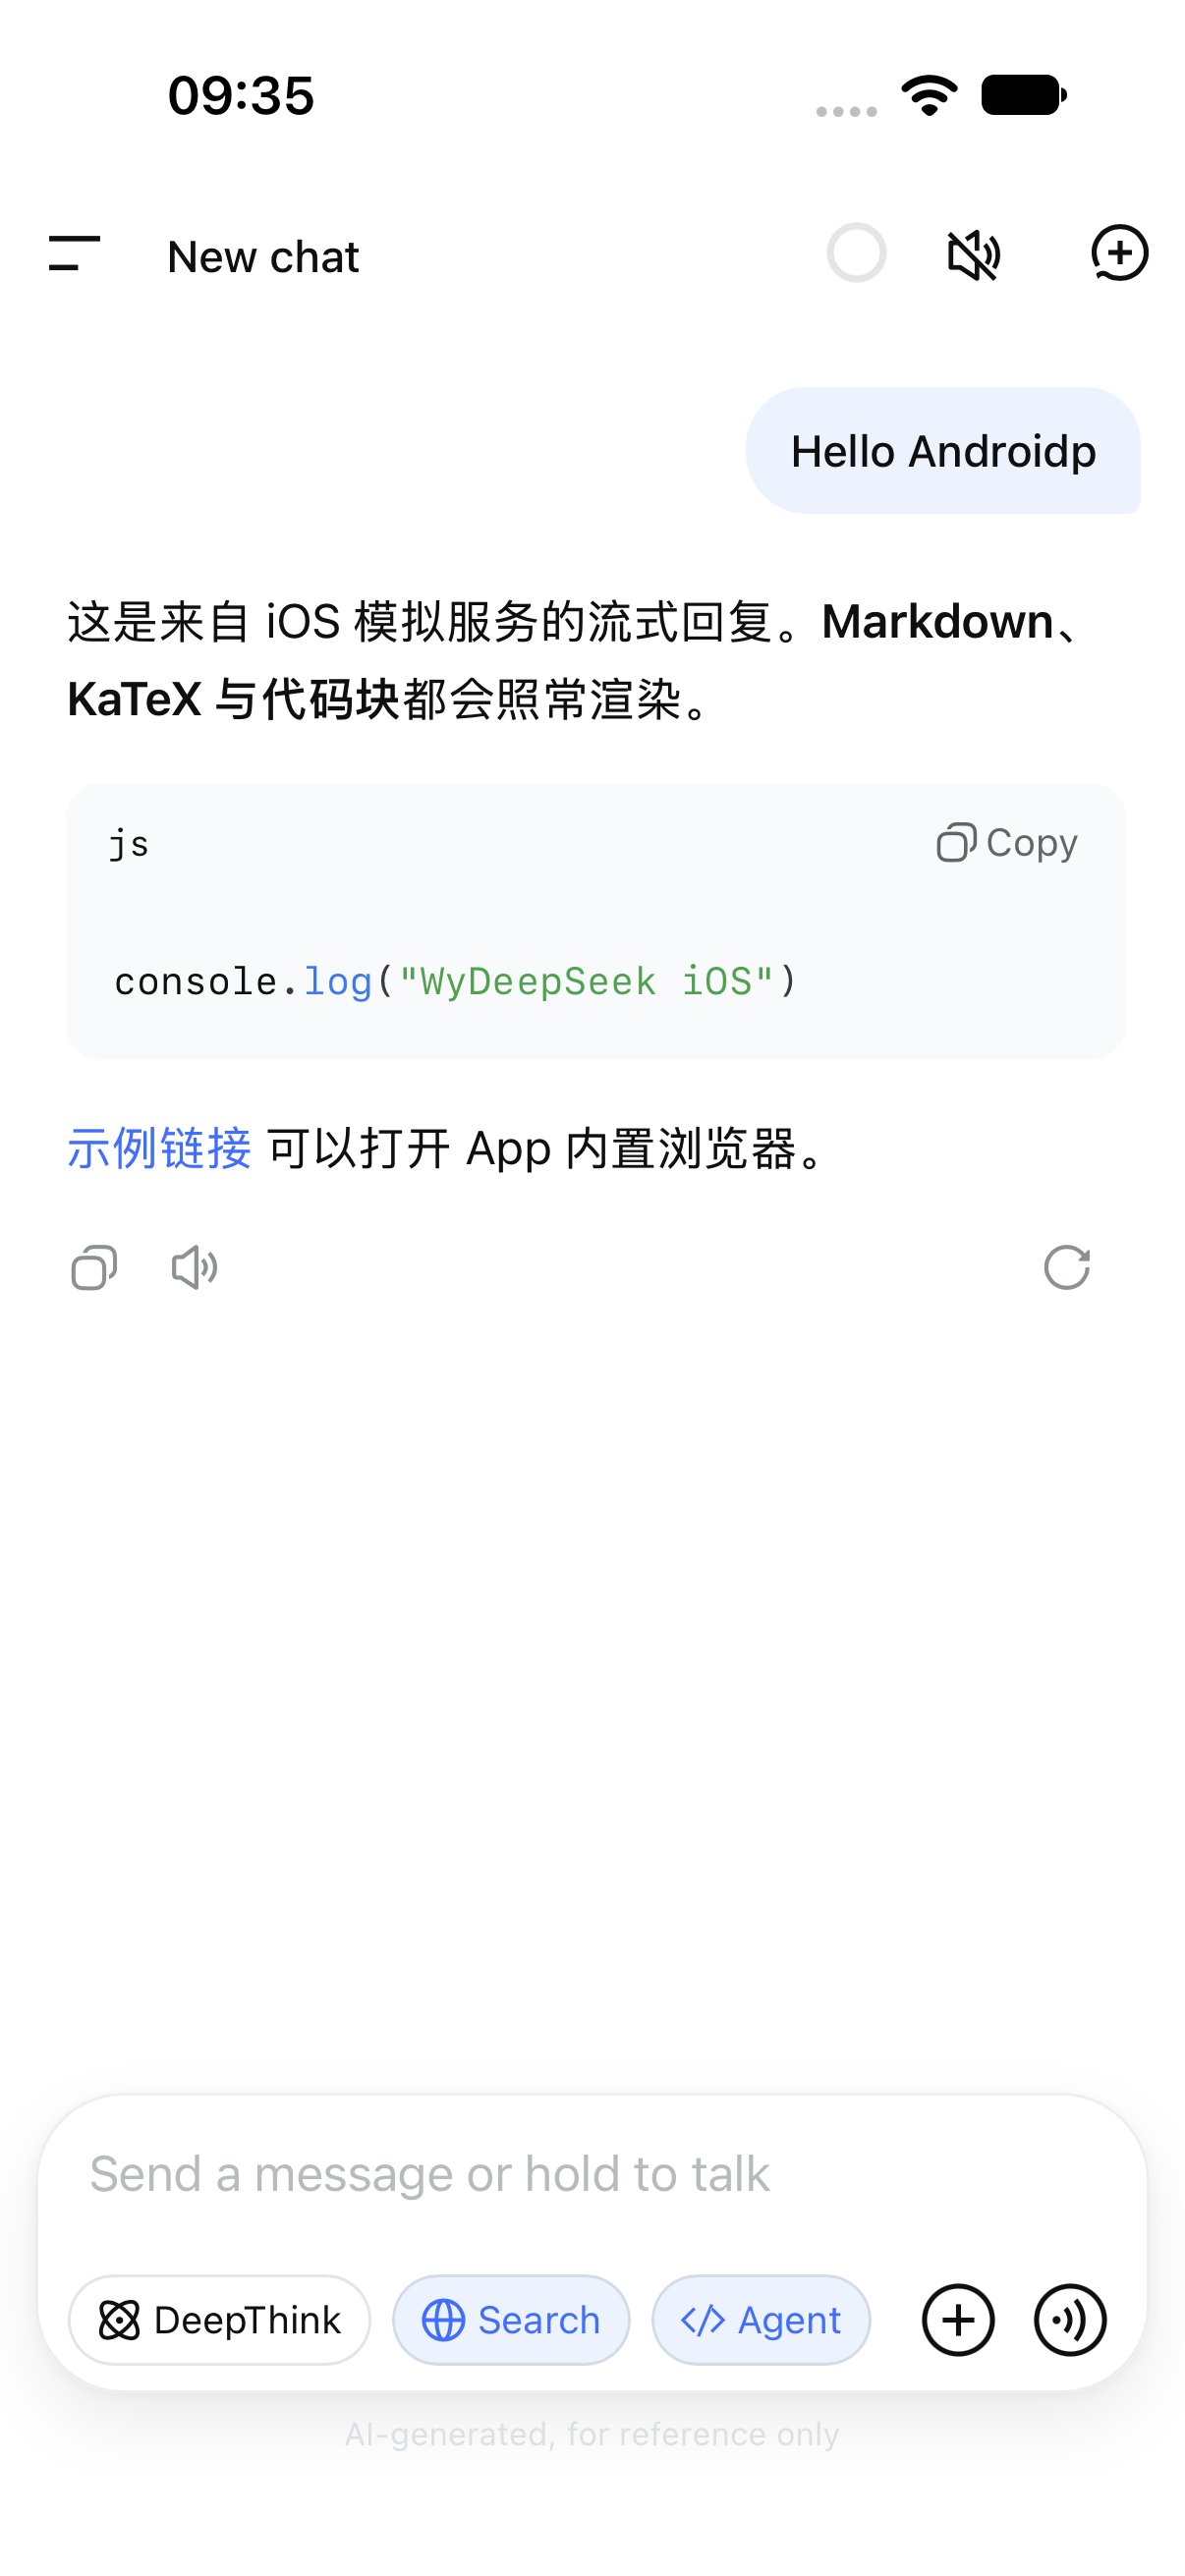 09:35
New chat
Hello Androidp
这是来自 iOS 模拟服务的流式回复。Markdown、
KaTeX 与代码块都会照常渲染。
js
Copy
console.log("WyDeepSeek iOS")
示例链接 可以打开 App 内置浏览器。
Send a message or hold to talk
DeepThink
Search
Agent
AI-generated, for reference only